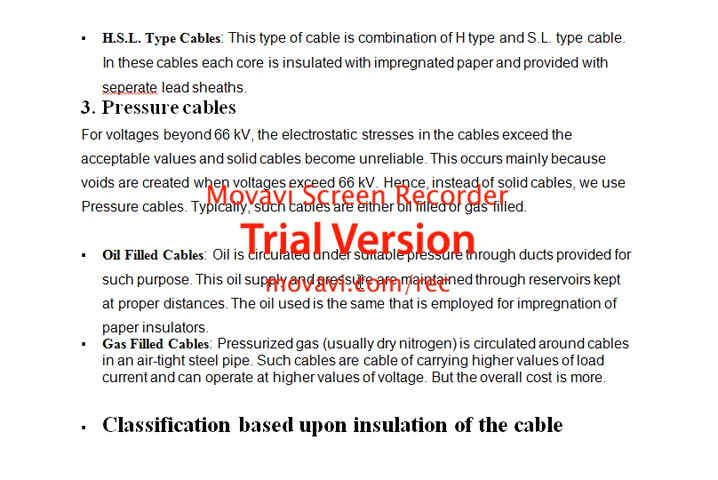 ▪ H.S.L. Type Cables: This type of cable is combination of H type and S.L. type cable.
In these cables each core is insulated with impregnated paper and provided with
seperate lead sheaths.
3. Pressure cables
For voltages beyond 66 kV, the electrostatic stresses in the cables exceed the
acceptable values and solid cables become unreliable. This occurs mainly because
voids are created when voltages exceed 66 kV. Hence, instead of solid cables, we use
Movavi Screen Recorder
Pressure cables. Typically, such cables are either oil filled or gas filled.
Trial Version
▪ Oil Filled Cables: Oil is circulated under suitable pressure through ducts provided for
such purpose. This oil supply and pressure are maintained through reservoirs kept
movavi.com/rec
at proper distances. The oil used is the same that is employed for impregnation of
paper insulators.
▪ Gas Filled Cables: Pressurized gas (usually dry nitrogen) is circulated around cables
in an air-tight steel pipe. Such cables are cable of carrying higher values of load
current and can operate at higher values of voltage. But the overall cost is more.
▪ Classification based upon insulation of the cable